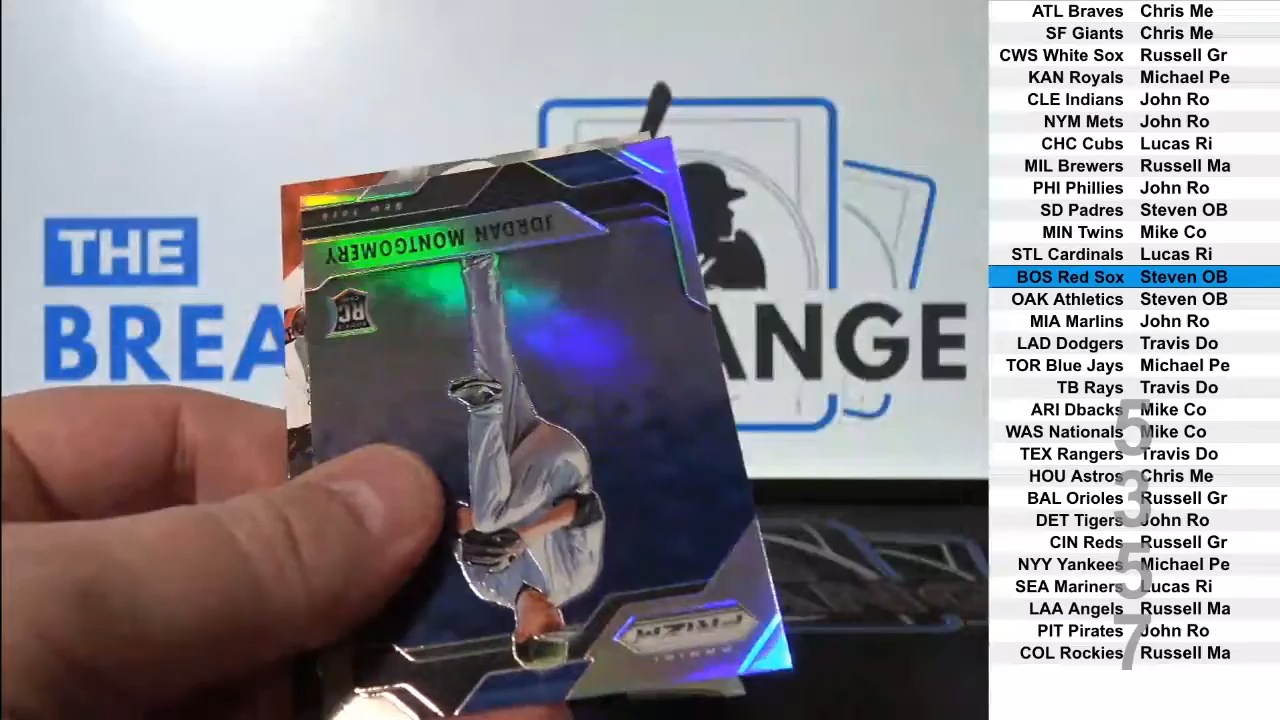 THE
BREA ANGE
New York
JORDAN MONTGOMERY
RC
PRIZM
PANINI
ATL Braves Chris Me
SF Giants Chris Me
CWS White Sox Russell Gr
KAN Royals Michael Pe
CLE Indians John Ro
NYM Mets John Ro
CHC Cubs Lucas Ri
MIL Brewers Russell Ma
PHI Phillies John Ro
SD Padres Steven OB
MIN Twins Mike Co
STL Cardinals Lucas Ri
BOS Red Sox Steven OB
OAK Athletics Steven OB
MIA Marlins John Ro
LAD Dodgers Travis Do
TOR Blue Jays Michael Pe
TB Rays Travis Do
ARI Dbacks Mike Co
WAS Nationals Mike Co
TEX Rangers Travis Do
HOU Astros Chris Me
BAL Orioles Russell Gr
DET Tigers John Ro
CIN Reds Russell Gr
NYY Yankees Michael Pe
SEA Mariners Lucas Ri
LAA Angels Russell Ma
PIT Pirates John Ro
COL Rockies Russell Ma
5
3
5
7